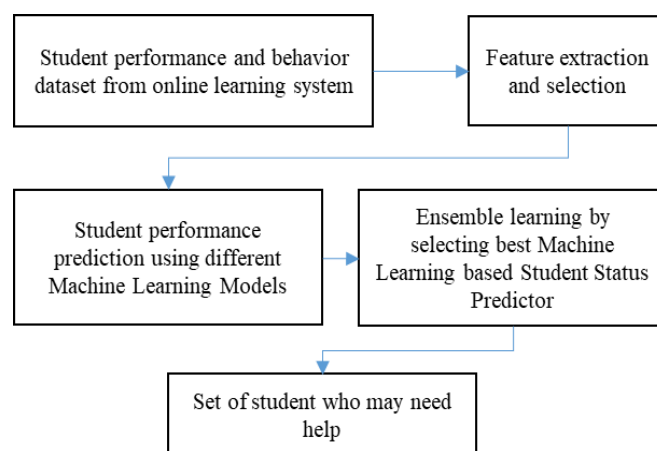 Student performance and behavior
dataset from online learning system
Feature extraction
and selection
Student performance
prediction using different
Machine Learning Models
Ensemble learning by
selecting best Machine
Learning based Student Status
Predictor
Set of student who may need
help